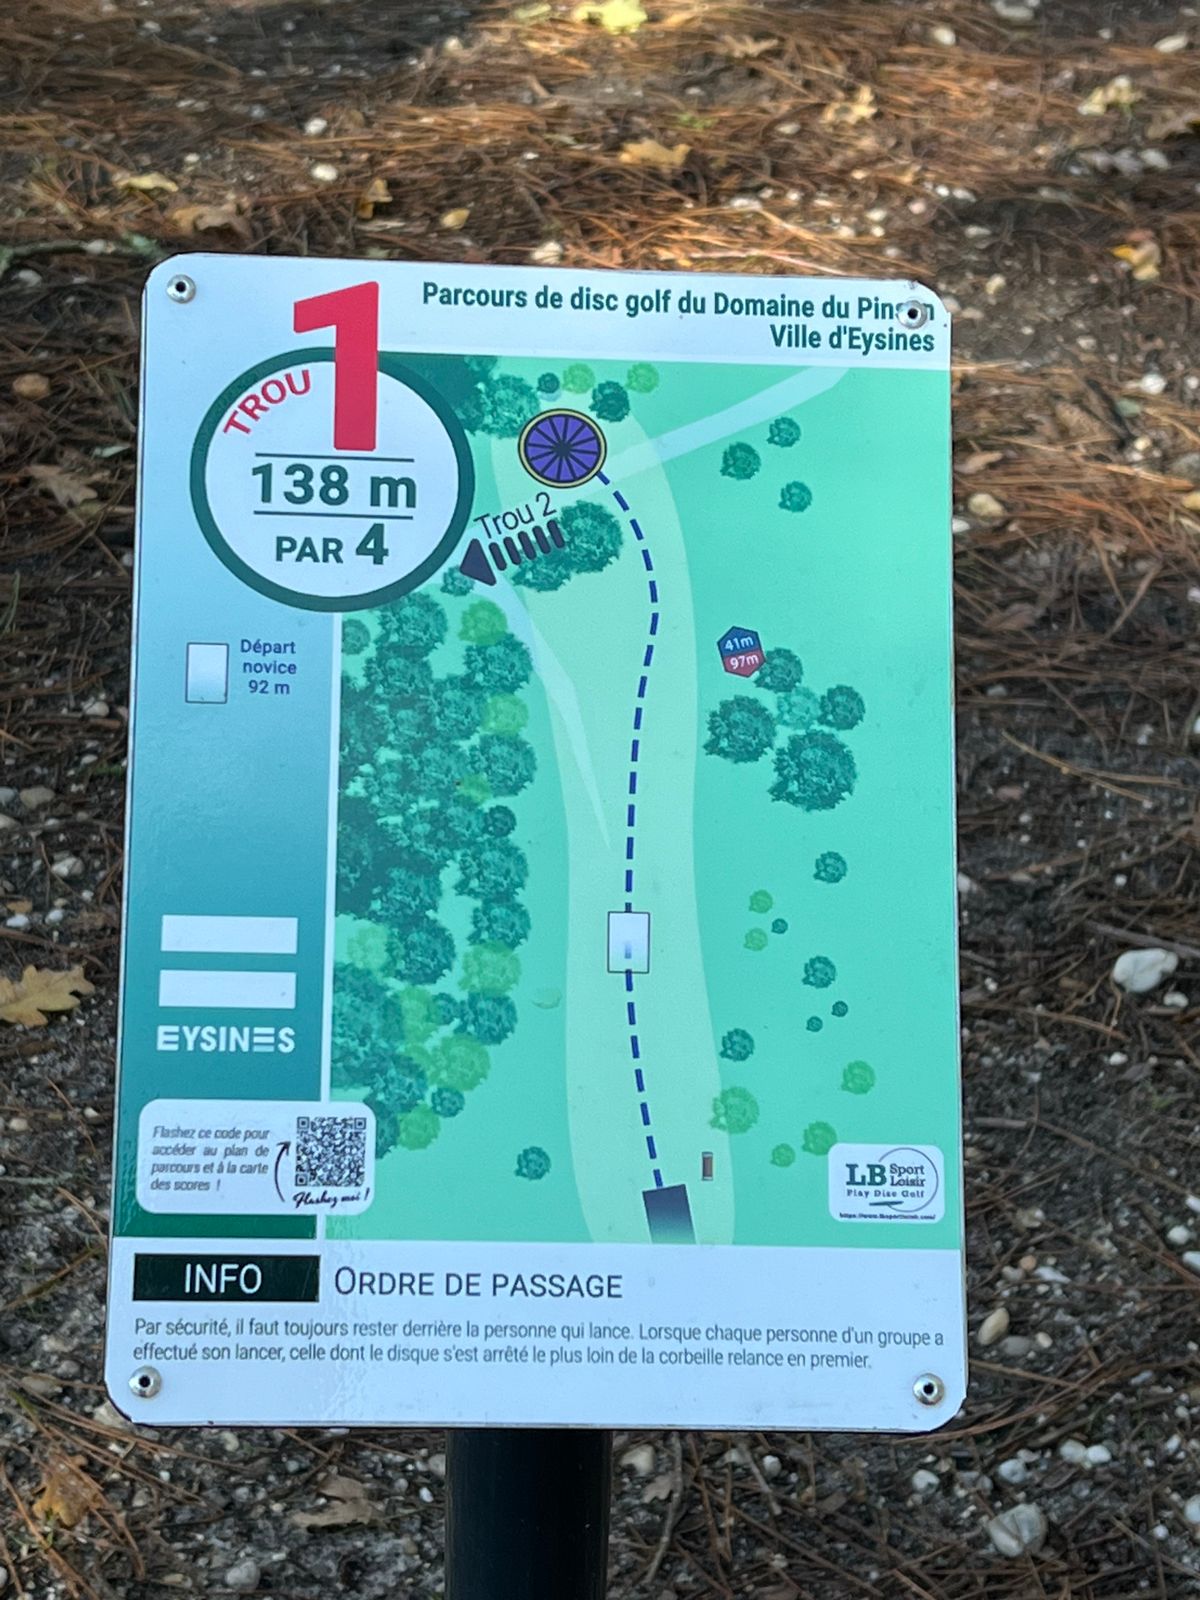 Parcours de disc golf du Domaine du
Ville d'Eysines
TROU 1
138 m
PAR 4
Trou 2
Départ
novice
92 m
41m
97m
EYSINES
Flashez ce code pour
accéder au plan de
parcours et à la carte
des scores !
Flashez moi !
LB Sport
Loisir
Play Disc Golf
INFO ORDRE DE PASSAGE
Par sécurité, il faut toujours rester derrière la personne qui lance. Lorsque chaque personne d'un groupe a
effectué son lancer, celle dont le disque s'est arrêté le plus loin de la corbeille relance en premier.